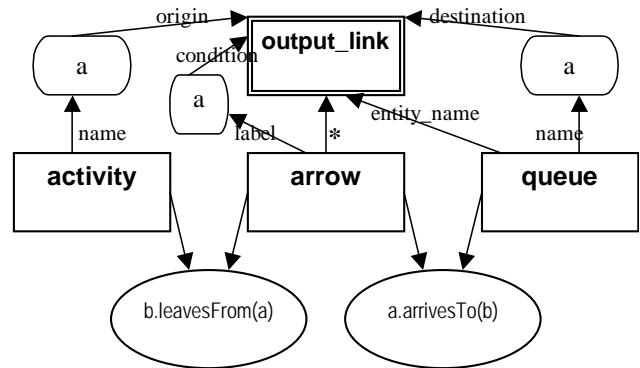 origin
destination
output_link
condition
a
a
a
entity_name
name
label
*
name
activity
arrow
queue
b.leavesFrom(a)
a.arrivesTo(b)